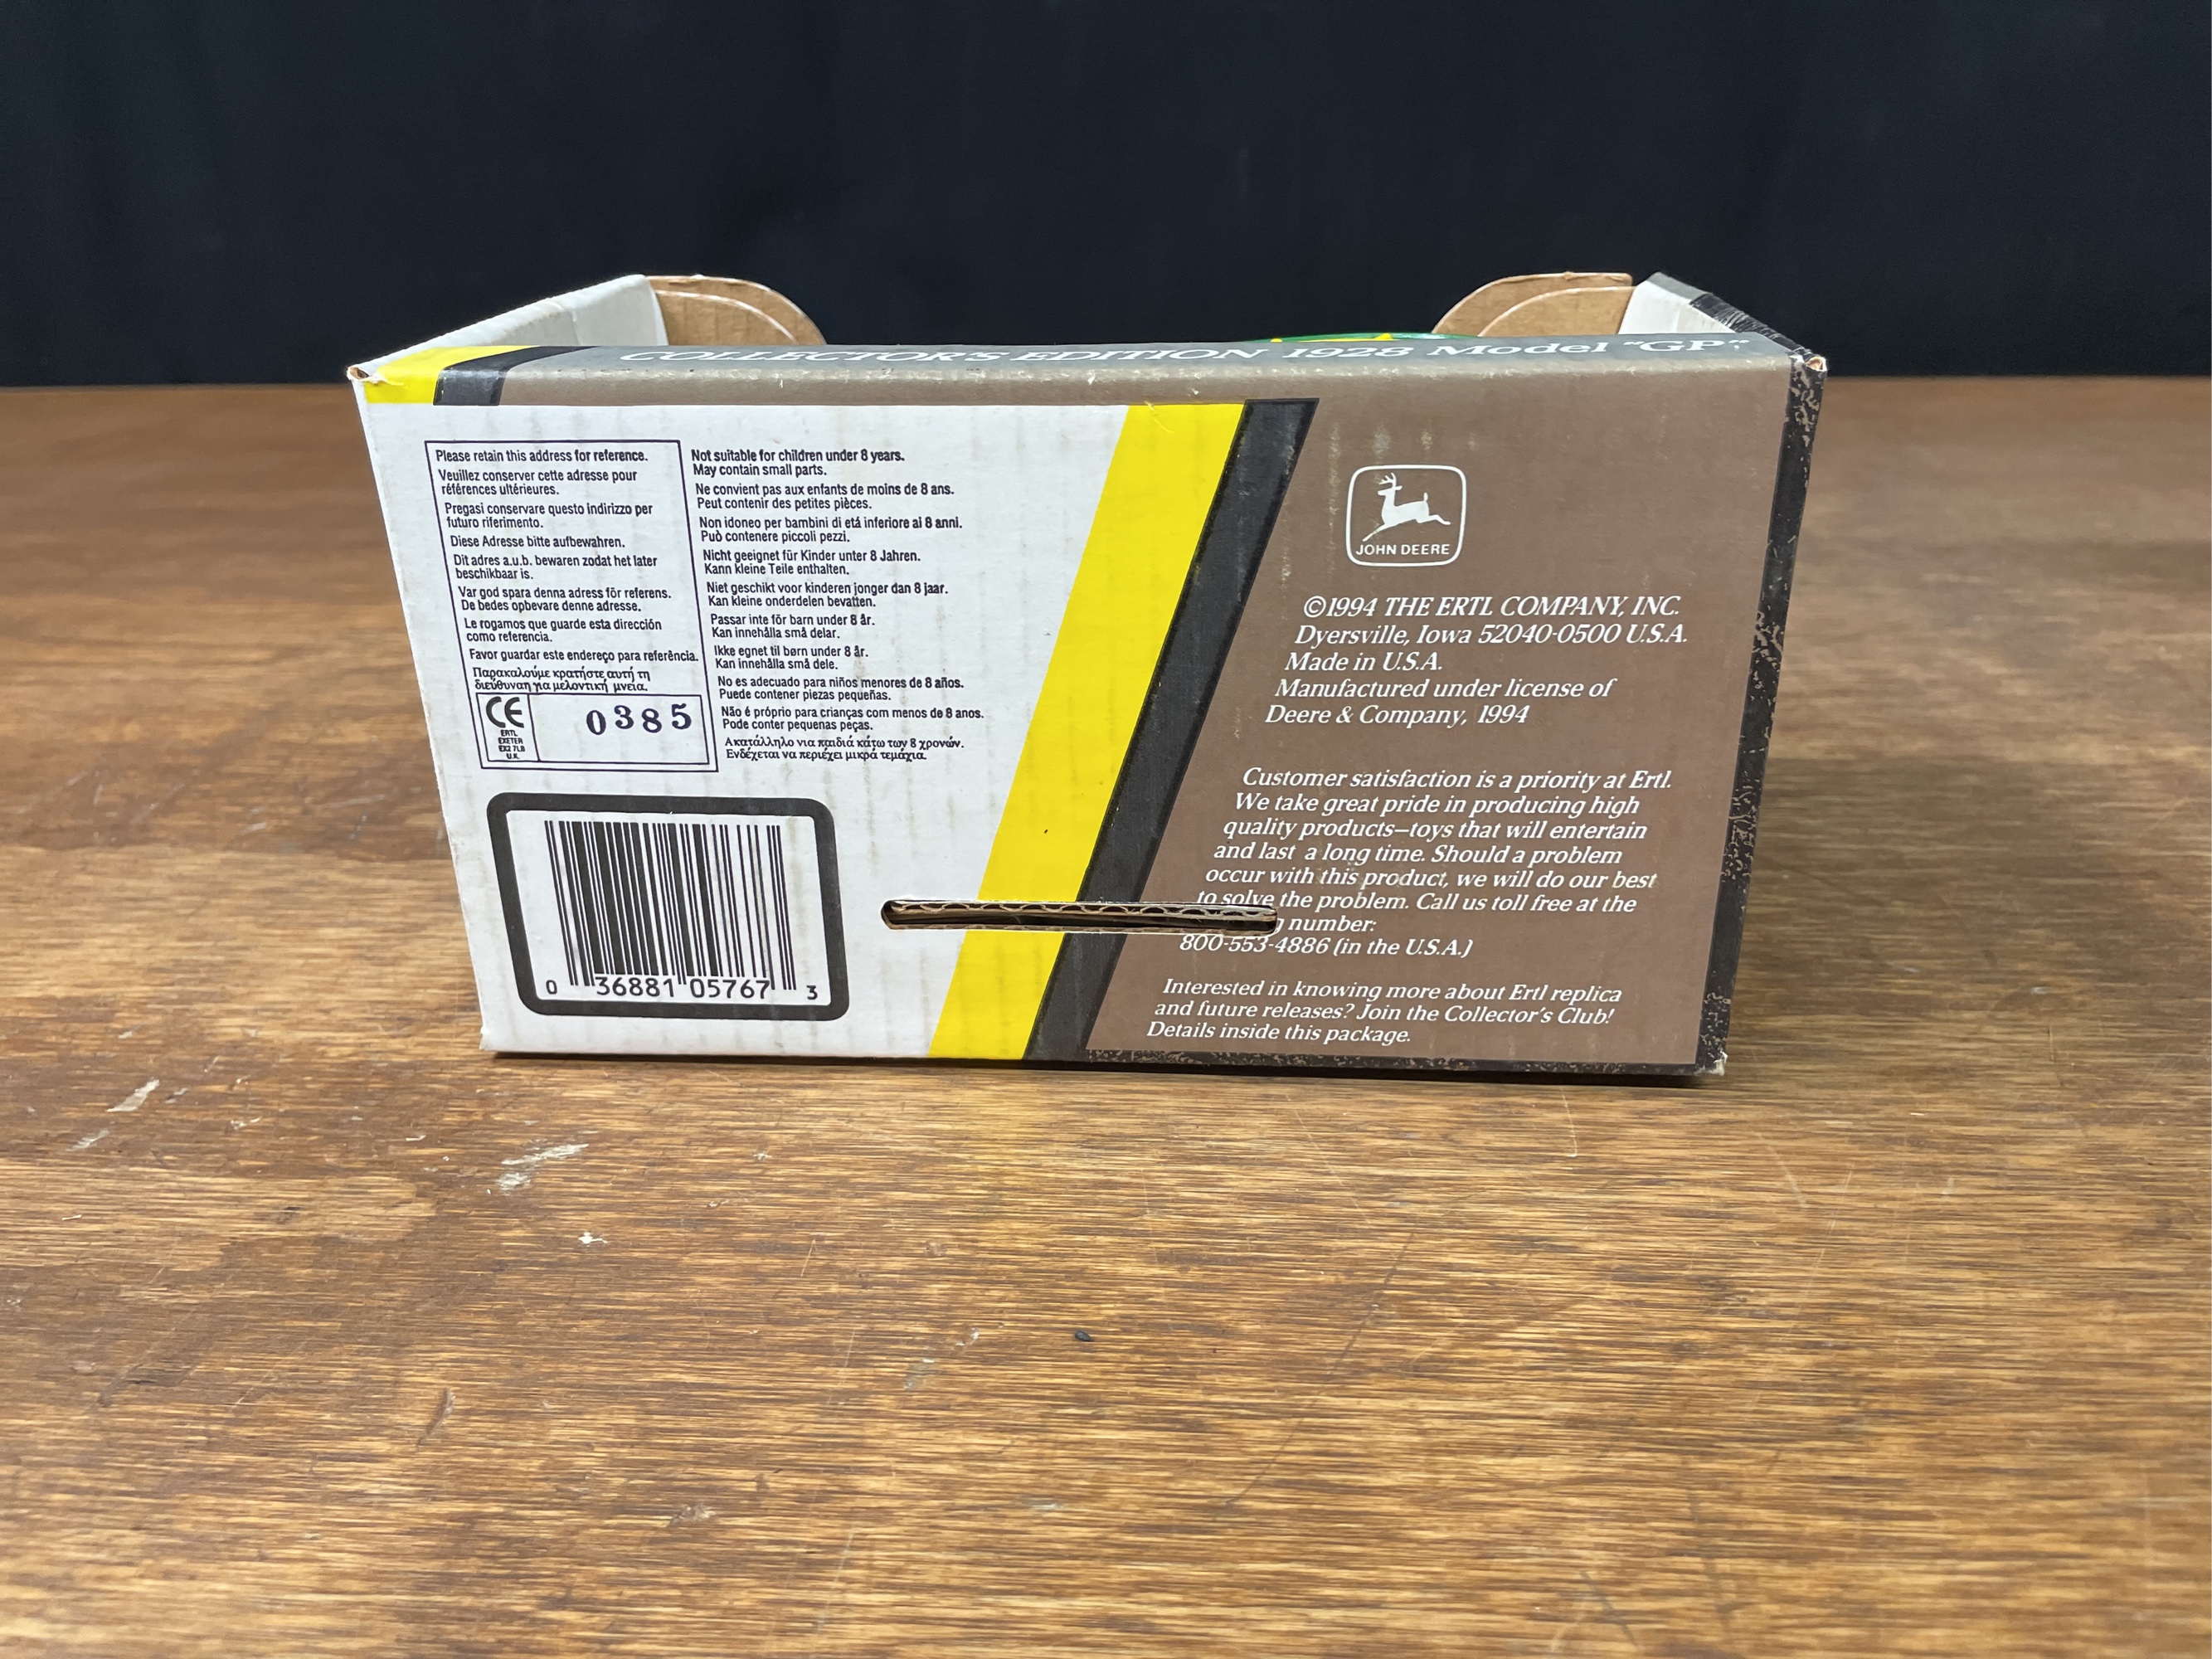 COLLECTOR'S EDITION 1928 Model "GP"
Please retain this address for reference.
Veuillez conserver cette adresse pour
références ultérieures.
Pregasi conservare questo indirizzo per
futuro riferimento.
Diese Adresse bitte aufbewahren.
Dit adres a.u.b. bewaren zodat het later
beschikbaar is.
Var god spara denna adress för referens.
De bedes opbevare denne adresse.
Le rogamos que guarde esta dirección
como referencia.
Favor guardar este endereço para referência.
Παρακαλούμε κρατήστε αυτή τη
διεύθυναη για μελοντική μνεία.
CE
ERTL
EXETER
EX2 7LB
U.K.
0385
Not suitable for children under 8 years.
May contain small parts.
Ne convient pas aux enfants de moins de 8 ans.
Peut contenir des petites pièces.
Non idoneo per bambini di etá inferiore ai 8 anni.
Può contenere piccoli pezzi.
Nicht geeignet für Kinder unter 8 Jahren.
Kann kleine Teile enthalten.
Niet geschikt voor kinderen jonger dan 8 jaar.
Kan kleine onderdelen bevatten.
Passar inte för barn under 8 år.
Kan innehålla små delar.
Ikke egnet til børn under 8 år.
Kan innehålla små dele.
No es adecuado para niños menores de 8 años.
Puede contener piezas pequeñas.
Não é próprio para crianças com menos de 8 anos.
Pode conter pequenas peças.
Ακατάλληλο νια παιδιά κάτω των 8 χρονών.
Ενδέχεται να περιέχει μικρά τεμάχια.
0 36881 05767 3
JOHN DEERE
©1994 THE ERTL COMPANY, INC.
Dyersville, Iowa 52040-0500 U.S.A.
Made in U.S.A.
Manufactured under license of
Deere & Company, 1994
Customer satisfaction is a priority at Ertl.
We take great pride in producing high
quality products—toys that will entertain
and last a long time. Should a problem
occur with this product, we will do our best
to solve the problem. Call us toll free at the
number:
800-553-4886 (in the U.S.A.)
Interested in knowing more about Ertl replica
and future releases? Join the Collector's Club!
Details inside this package.